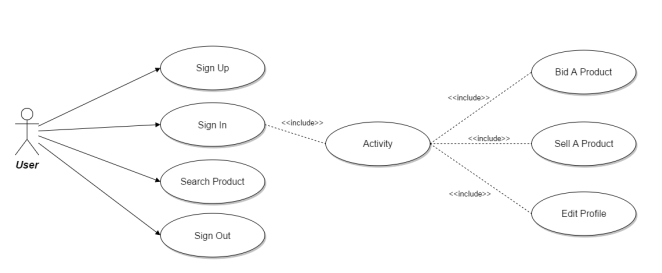 Sign Up
Bid A Product
<<include>>
Sign In
<<include>>
Activity
<<include>>
Sell A Product
User
Search Product
<<include>>
Edit Profile
Sign Out